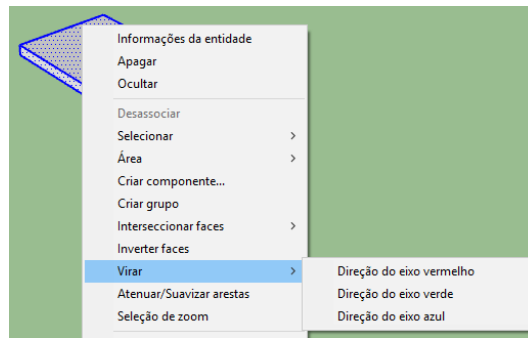 Informações da entidade
Apagar
Ocultar
Desassociar
Selecionar
Área
Criar componente...
Criar grupo
Interseccionar faces
Inverter faces
Virar
Direção do eixo vermelho
Atenuar/Suavizar arestas
Direção do eixo verde
Seleção de zoom
Direção do eixo azul